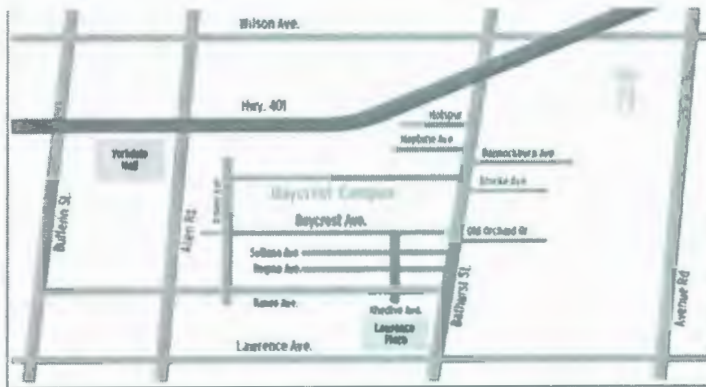 Wilson Ave.
Hwy. 401
Hotspur
Neptune Ave
Yorkdale
Mall
Baycrest Campus
Baycrest Ave.
Old Orchard Gr
Dufferin St.
Allen Rd.
Sultana Ave
Regina Ave.
Ranee Ave.
Khedive Ave.
Lawrence
Plaza
Bathurst St.
Avenue Rd
Lawrence Ave.